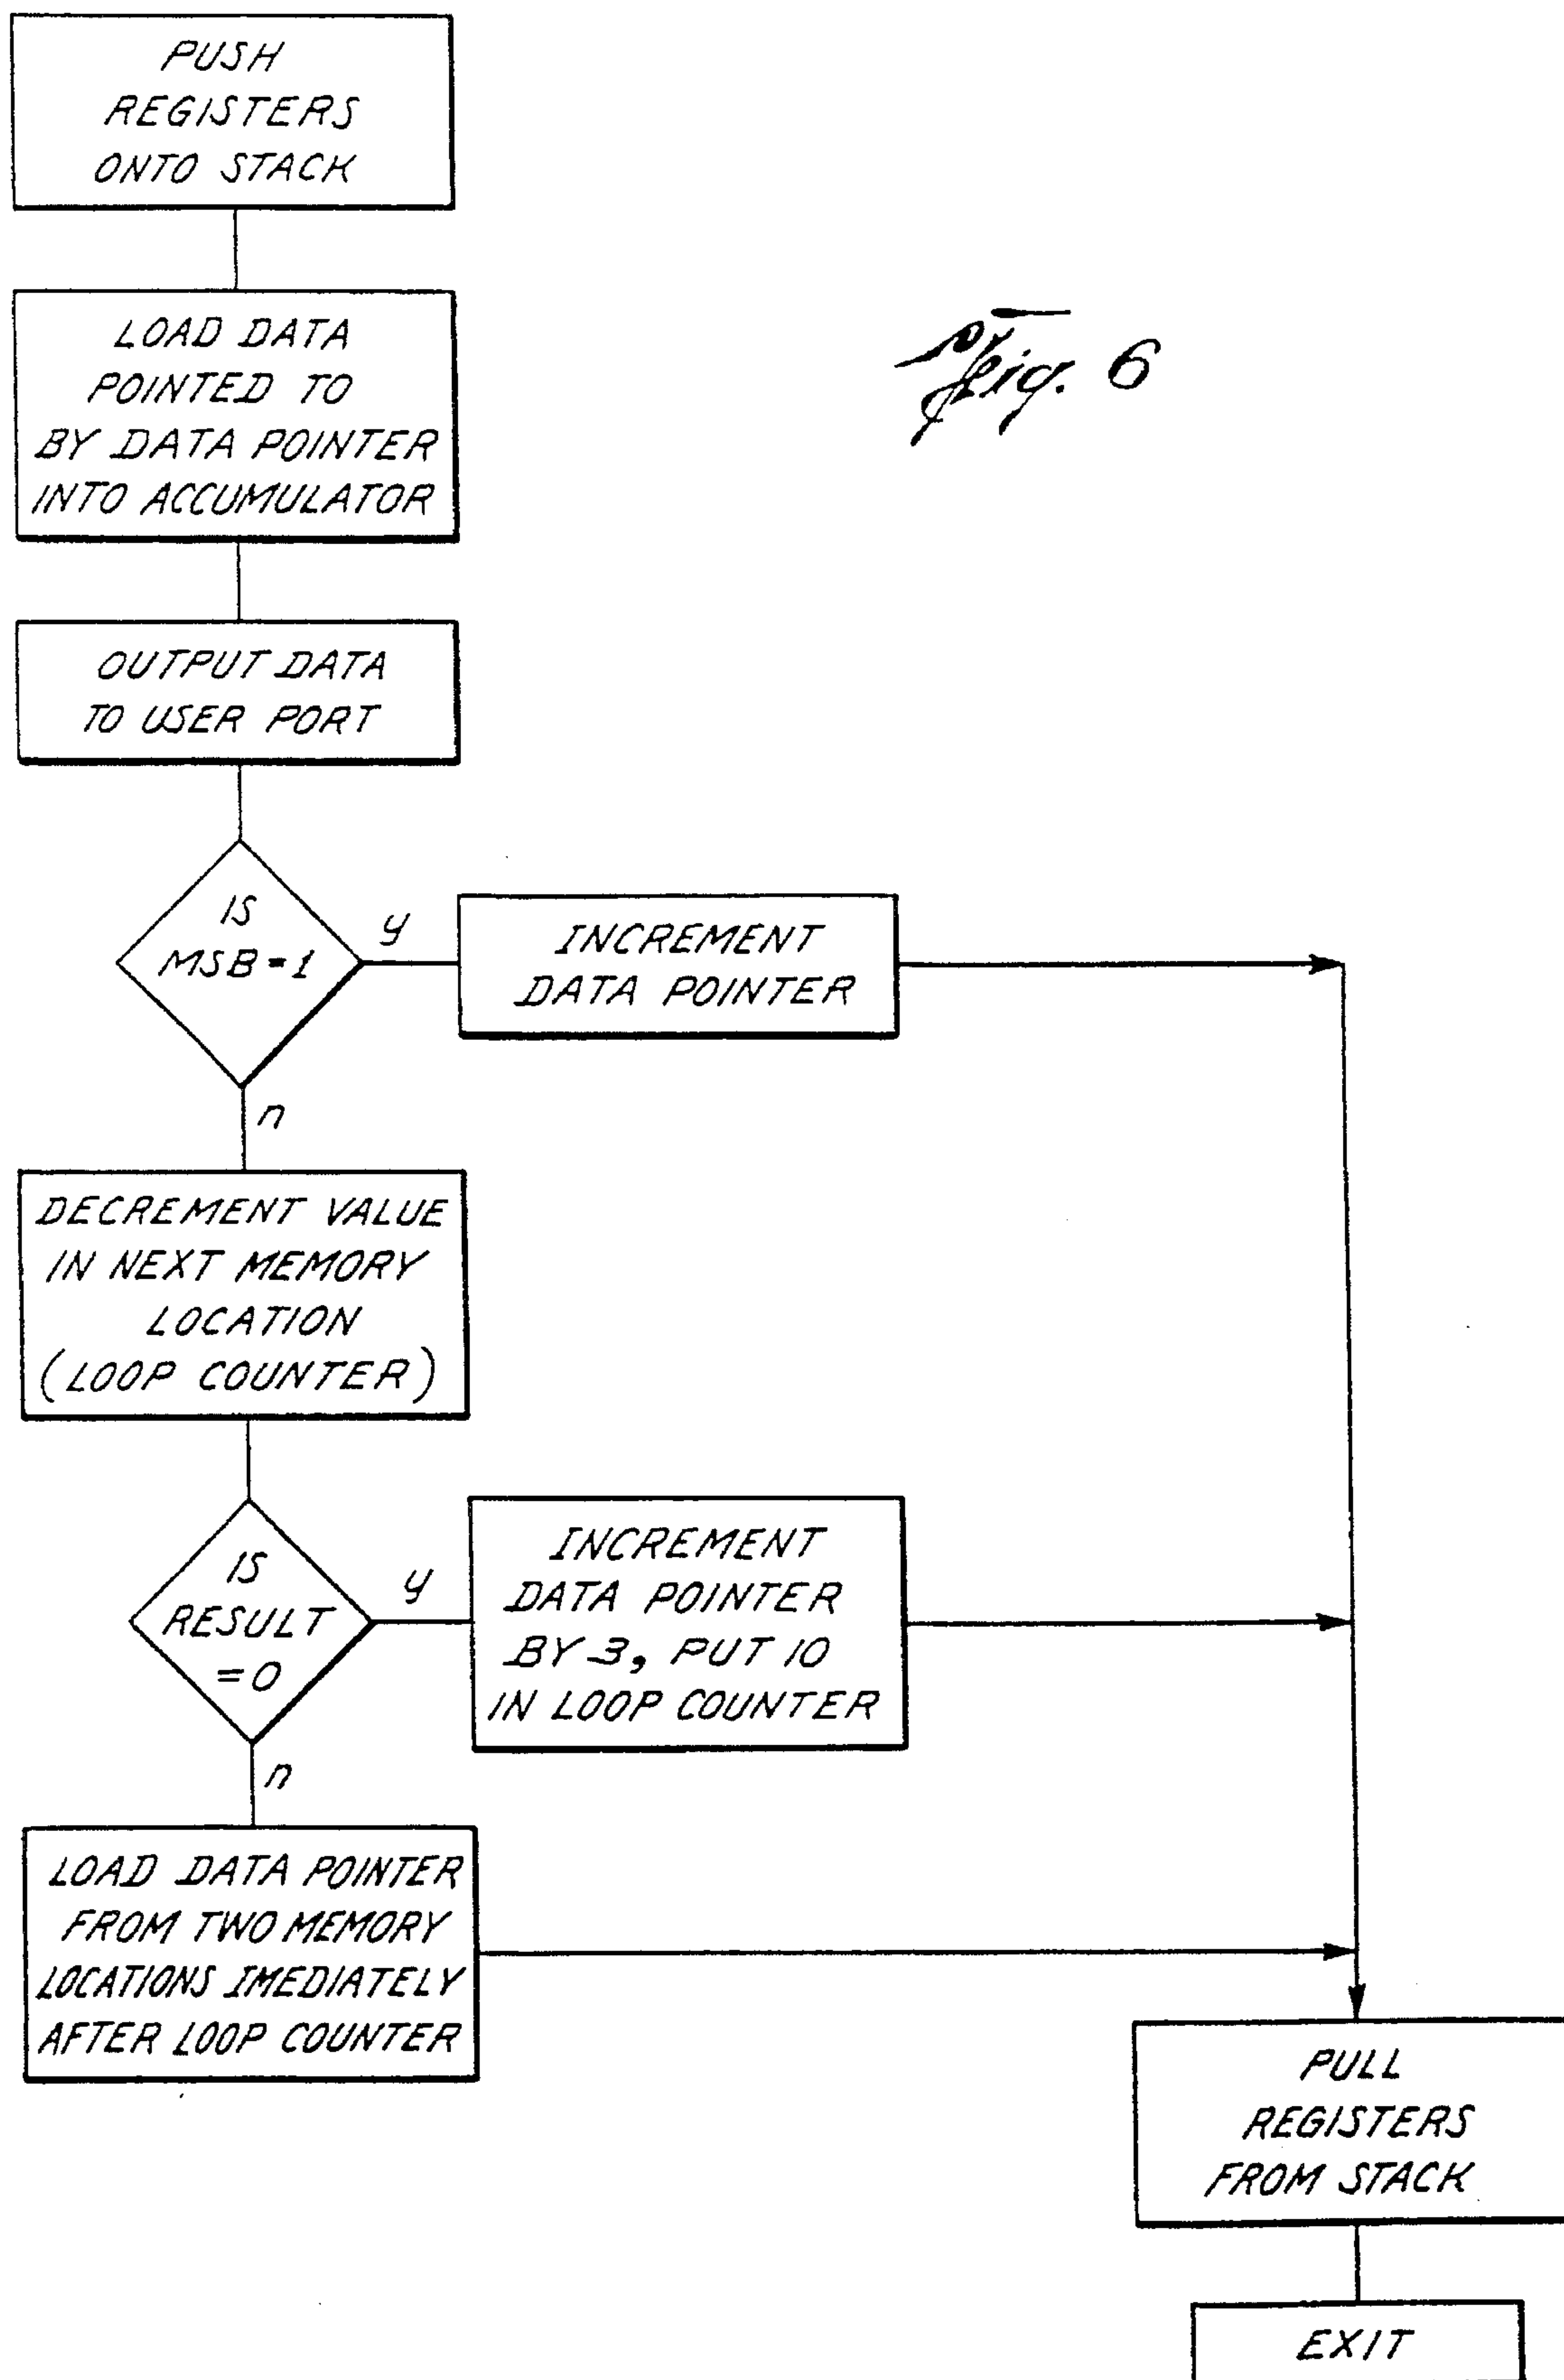 PUSH
REGISTERS
ONTO STACK
LOAD DATA
POINTED TO
BY DATA POINTER
INTO ACCUMULATOR
Fig. 6
OUTPUT DATA
TO USER PORT
IS
MSB=1
y
INCREMENT
DATA POINTER
n
DECREMENT VALUE
IN NEXT MEMORY
LOCATION
(LOOP COUNTER)
IS
RESULT
=0
y
INCREMENT
DATA POINTER
BY 3, PUT 10
IN LOOP COUNTER
n
LOAD DATA POINTER
FROM TWO MEMORY
LOCATIONS IMEDIATELY
AFTER LOOP COUNTER
PULL
REGISTERS
FROM STACK
EXIT